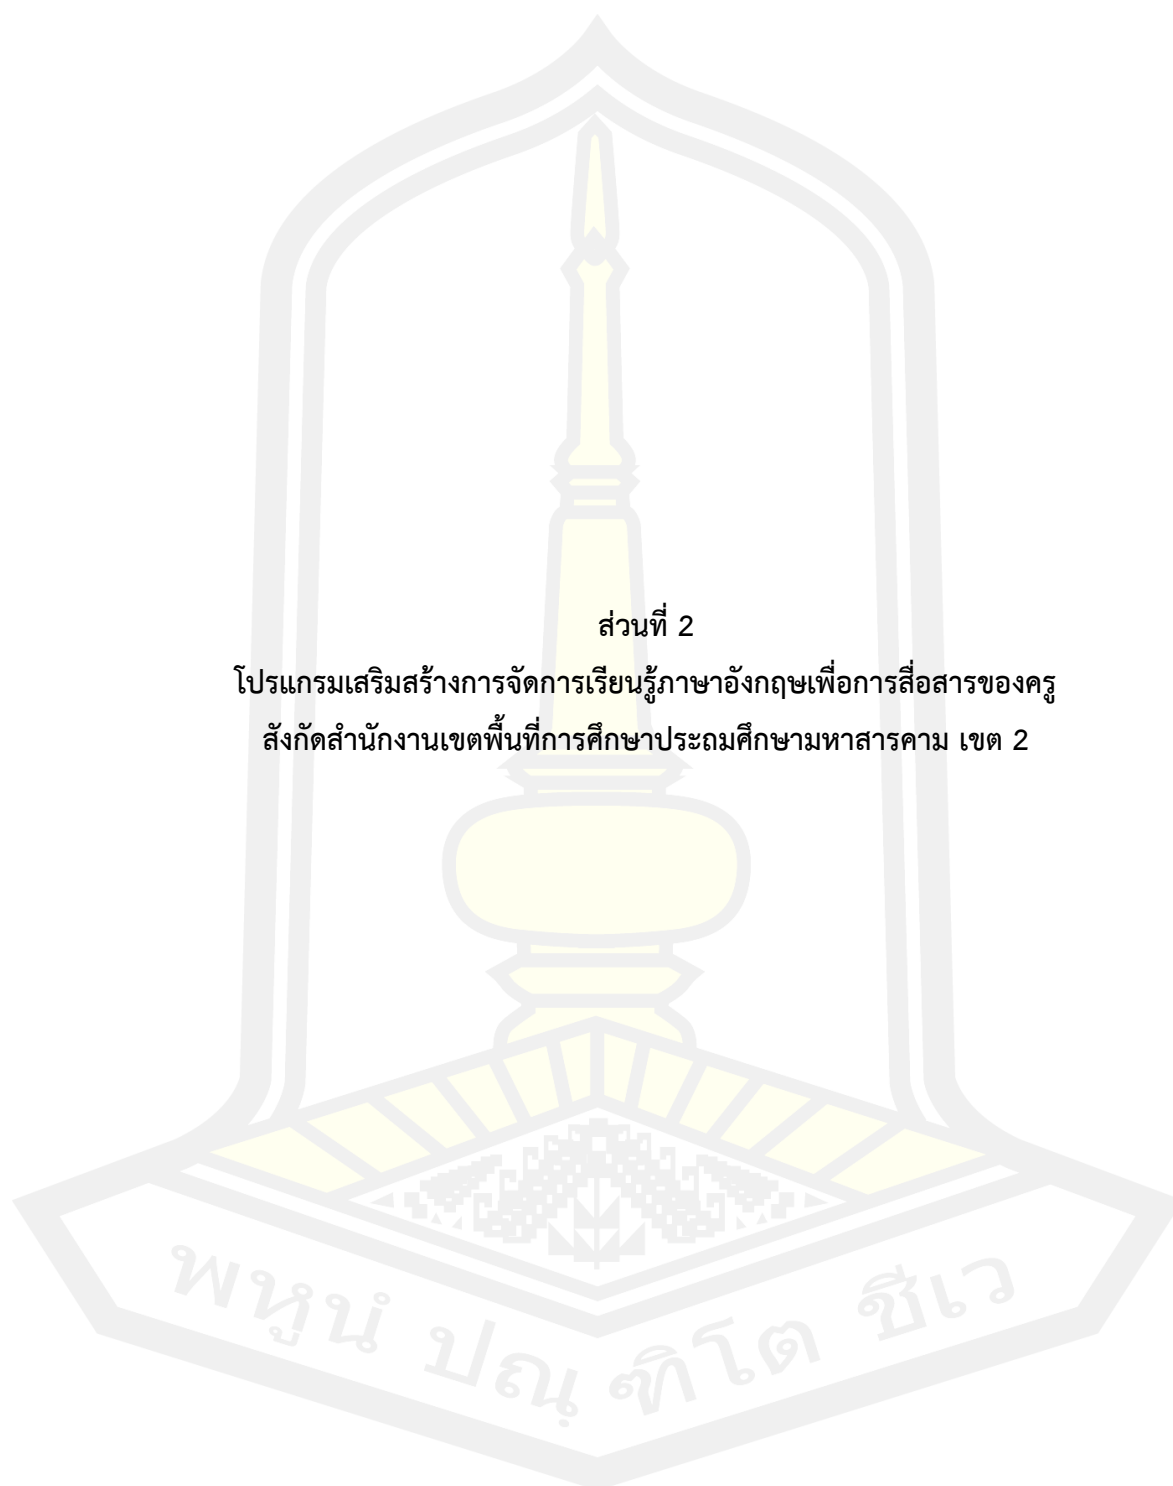 ส่วนที่ 2
โปรแกรมเสริมสร้างการจัดการเรียนรู้ภาษาอังกฤษเพื่อการสื่อสารของครู
สังกัดสำนักงานเขตพื้นที่การศึกษาประถมศึกษามหาสารคาม เขต 2
พหูนํ ปณฺฑิโต ชีเว